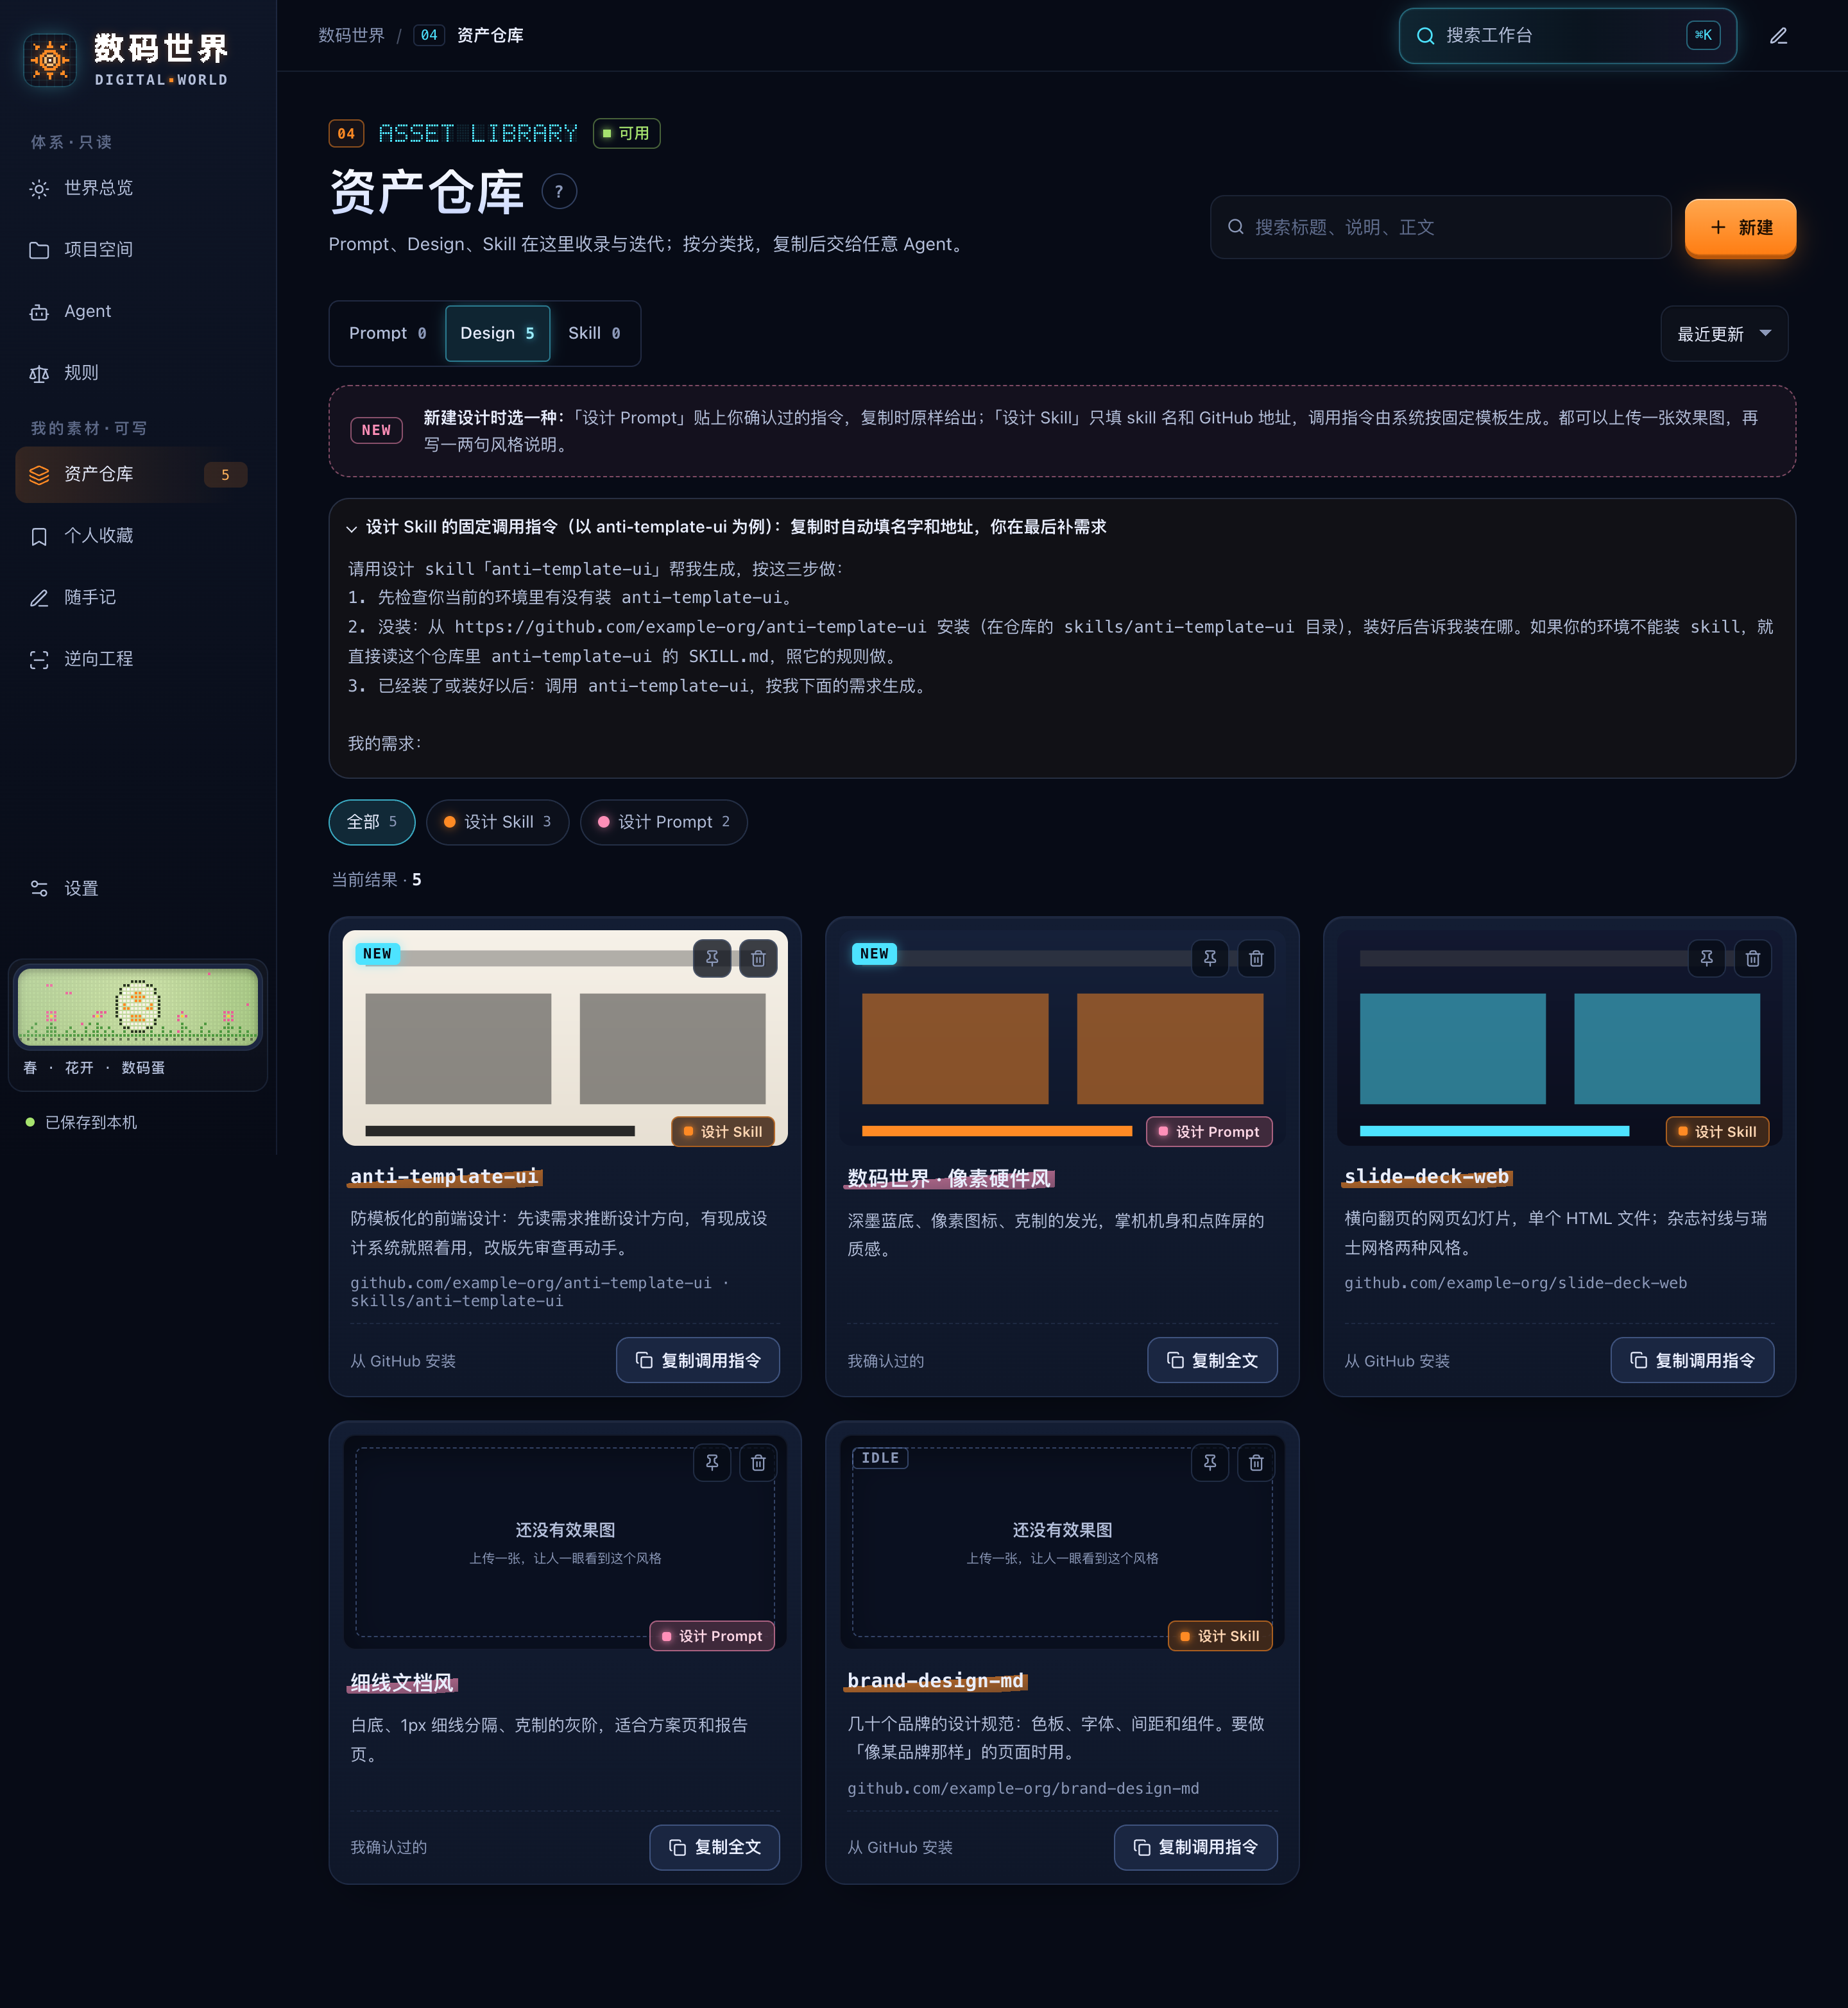 数码世界
DIGITAL▪WORLD
体系·只读
世界总览
项目空间
Agent
规则
我的素材·可写
资产仓库 5
个人收藏
随手记
逆向工程
设置
春 · 花开 · 数码蛋
已保存到本机
数码世界 / 04 资产仓库
搜索工作台 ⌘K
04 ASSET LIBRARY 可用
资产仓库 ?
Prompt、Design、Skill 在这里收录与迭代；按分类找，复制后交给任意 Agent。
搜索标题、说明、正文
+ 新建
Prompt 0 Design 5 Skill 0
最近更新
NEW
新建设计时选一种：「设计 Prompt」贴上你确认过的指令，复制时原样给出；「设计 Skill」只填 skill 名和 GitHub 地址，调用指令由系统按固定模板生成。都可以上传一张效果图，再
写一两句风格说明。
设计 Skill 的固定调用指令（以 anti-template-ui 为例）：复制时自动填名字和地址，你在最后补需求
请用设计 skill「anti-template-ui」帮我生成，按这三步做：
1. 先检查你当前的环境里有没有装 anti-template-ui。
2. 没装：从 https://github.com/example-org/anti-template-ui 安装（在仓库的 skills/anti-template-ui 目录），装好后告诉我装在哪。如果你的环境不能装 skill，就
直接读这个仓库里 anti-template-ui 的 SKILL.md，照它的规则做。
3. 已经装了或装好以后：调用 anti-template-ui，按我下面的需求生成。
我的需求：
全部 5 设计 Skill 3 设计 Prompt 2
当前结果 · 5
NEW
设计 Skill
anti-template-ui
防模板化的前端设计：先读需求推断设计方向，有现成设
计系统就照着用，改版先审查再动手。
github.com/example-org/anti-template-ui ·
skills/anti-template-ui
从 GitHub 安装
复制调用指令
NEW
设计 Prompt
数码世界 · 像素硬件风
深墨蓝底、像素图标、克制的发光，掌机机身和点阵屏的
质感。
我确认过的
复制全文
设计 Skill
slide-deck-web
横向翻页的网页幻灯片，单个 HTML 文件；杂志衬线与瑞
士网格两种风格。
github.com/example-org/slide-deck-web
从 GitHub 安装
复制调用指令
还没有效果图
上传一张，让人一眼看到这个风格
设计 Prompt
细线文档风
白底、1px 细线分隔、克制的灰阶，适合方案页和报告
页。
我确认过的
复制全文
IDLE
还没有效果图
上传一张，让人一眼看到这个风格
设计 Skill
brand-design-md
几十个品牌的设计规范：色板、字体、间距和组件。要做
「像某品牌那样」的页面时用。
github.com/example-org/brand-design-md
从 GitHub 安装
复制调用指令